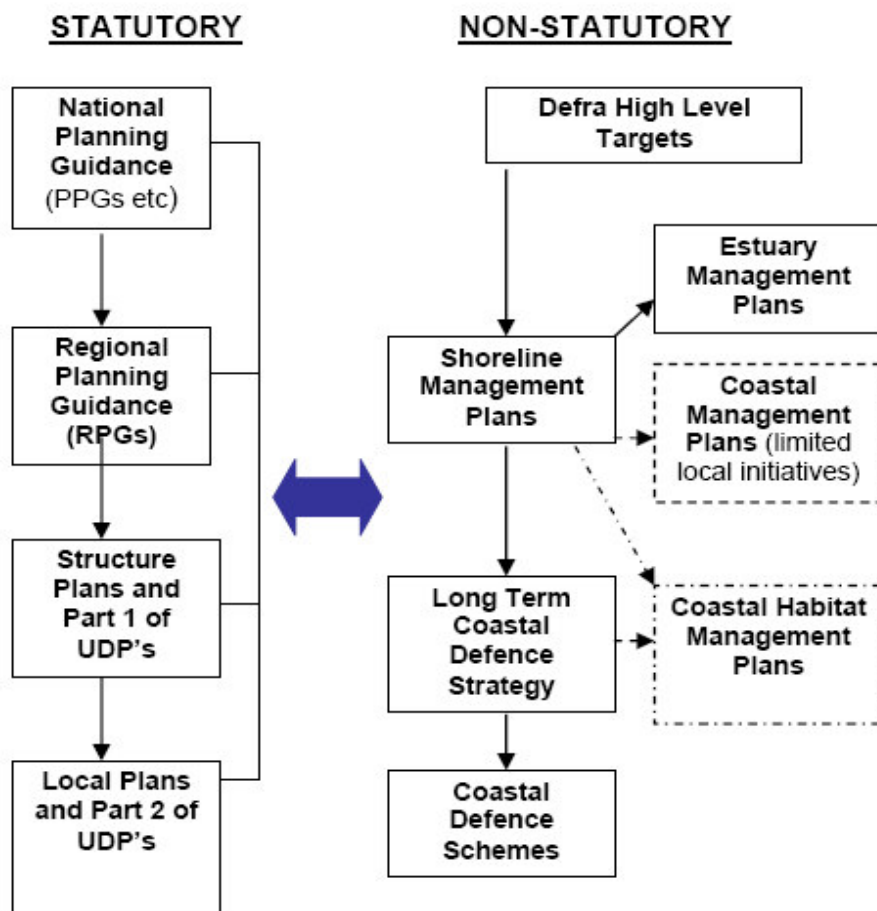 STATUTORY
National
Planning
Guidance
(PPGs etc)
Regional
Planning
Guidance
(RPGs)
Structure
Plans and
Part 1 of
UDP's
Local Plans
and Part 2 of
UDP's
NON-STATUTORY
Defra High Level
Targets
Estuary
Management
Plans
Shoreline
Management
Plans
Coastal
Management
Plans (limited
local initiatives)
Long Term
Coastal
Defence
Strategy
Coastal Habitat
Management
Plans
Coastal
Defence
Schemes